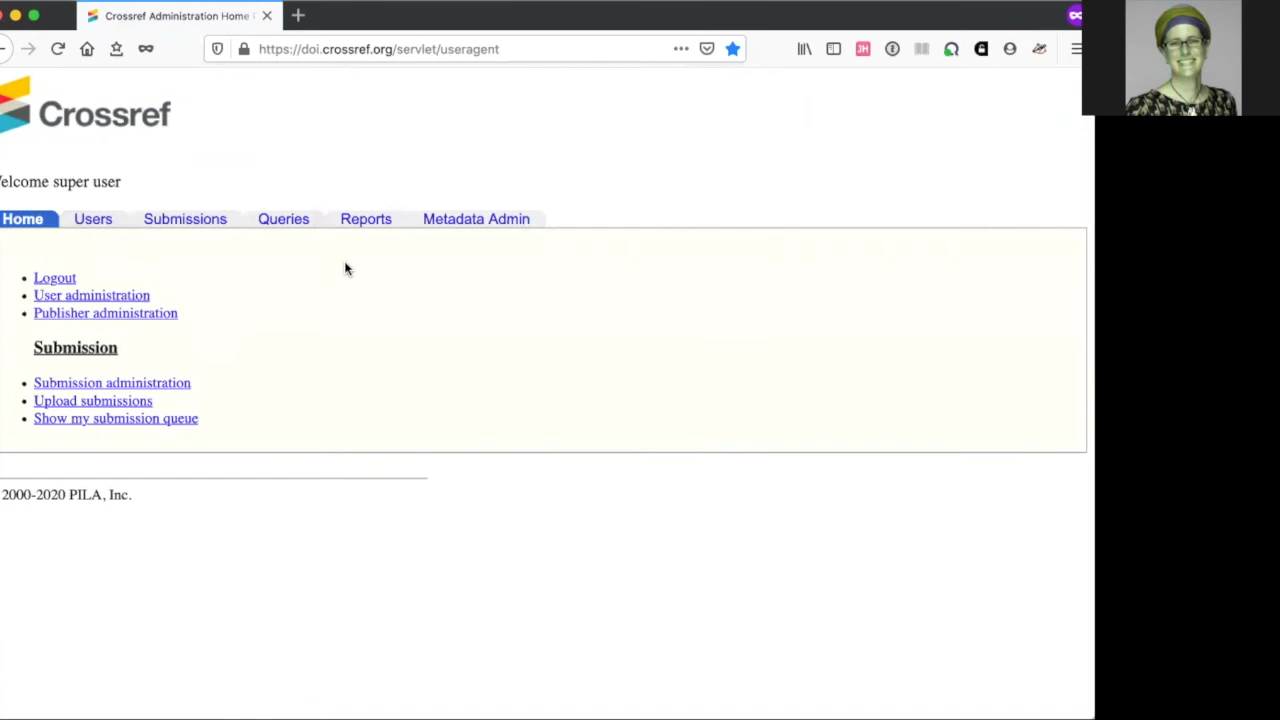 Crossref Administration Home
https://doi.crossref.org/servlet/useragent
JH
Crossref
elcome super user
Home Users Submissions Queries Reports Metadata Admin
Logout
User administration
Publisher administration
Submission
Submission administration
Upload submissions
Show my submission queue
2000-2020 PILA, Inc.